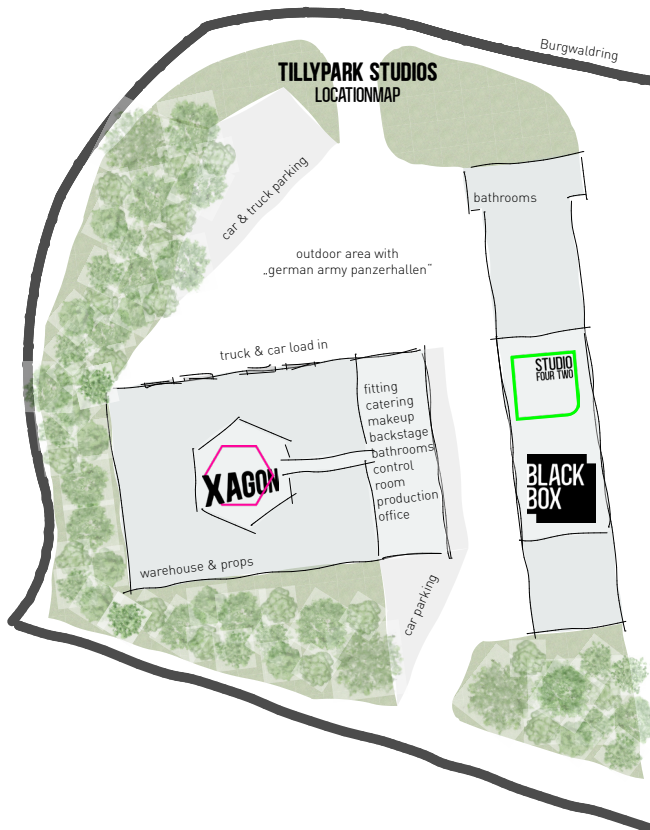 Burgwaldring
TILLYPARK STUDIOS
LOCATIONMAP
car & truck parking
bathrooms
outdoor area with
„german army panzerhallen“
truck & car load in
STUDIO
FOUR TWO
fitting
catering
makeup
backstage
bathrooms
control
room
production
office
XAGON
BLACK
BOX
warehouse & props
car parking